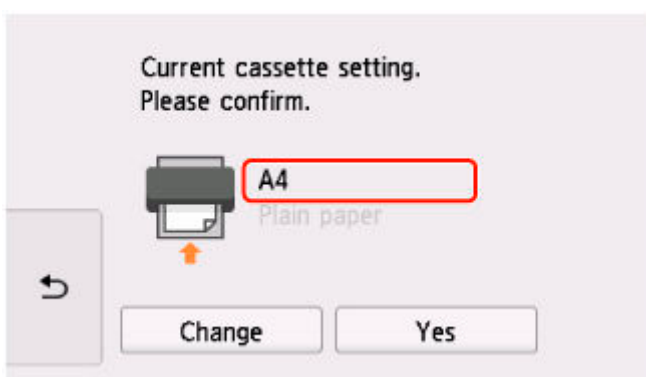 Current cassette setting.
Please confirm.
A4
Plain paper
Change
Yes